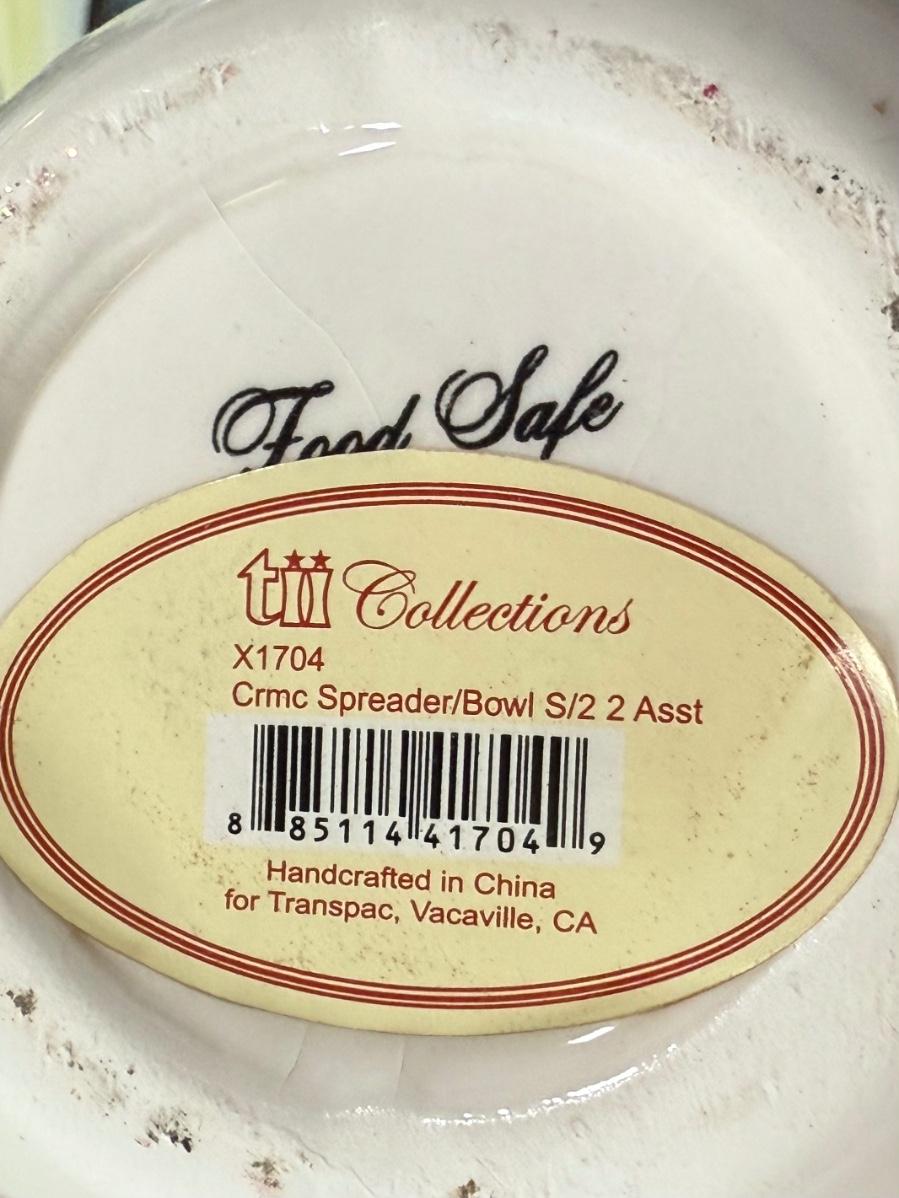 Food Safe
tii Collections
X1704
Crmc Spreader/Bowl S/2 2 Asst
8 85114 41704 9
Handcrafted in China
for Transpac, Vacaville, CA